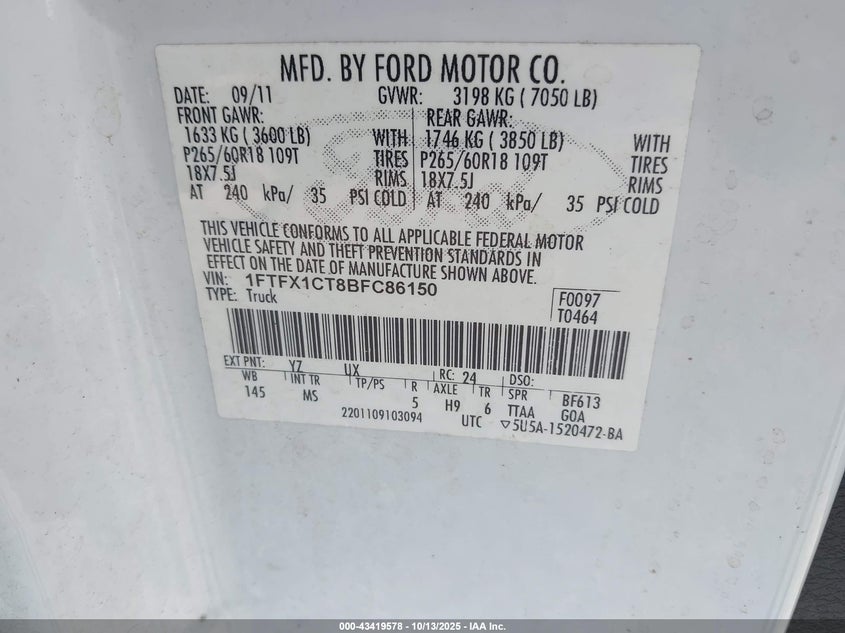 MFD. BY FORD MOTOR CO.
DATE: 09/11 GVWR: 3198 KG ( 7050 LB)
FRONT GAWR: REAR GAWR:
1633 KG ( 3600 LB) WITH 1746 KG ( 3850 LB) WITH
P265/60R18 109T TIRES P265/60R18 109T TIRES
18X7.5J RIMS 18X7.5J RIMS
AT 240 kPa/ 35 PSI COLD AT 240 kPa/ 35 PSI COLD
THIS VEHICLE CONFORMS TO ALL APPLICABLE FEDERAL MOTOR
VEHICLE SAFETY AND THEFT PREVENTION STANDARDS IN
EFFECT ON THE DATE OF MANUFACTURE SHOWN ABOVE.
VIN: 1FTFX1CT8BFC86150
TYPE: Truck
F0097
T0464
EXT PNT: YZ UX RC: 24 DSO:
WB INT TR TP/PS R AXLE TR SPR BF613
145 MS 5 H9 6 TTAA GOA
2201109103094 UTC ▽5U5A-1520472-BA
000-43419578 - 10/13/2025 - IAA Inc.